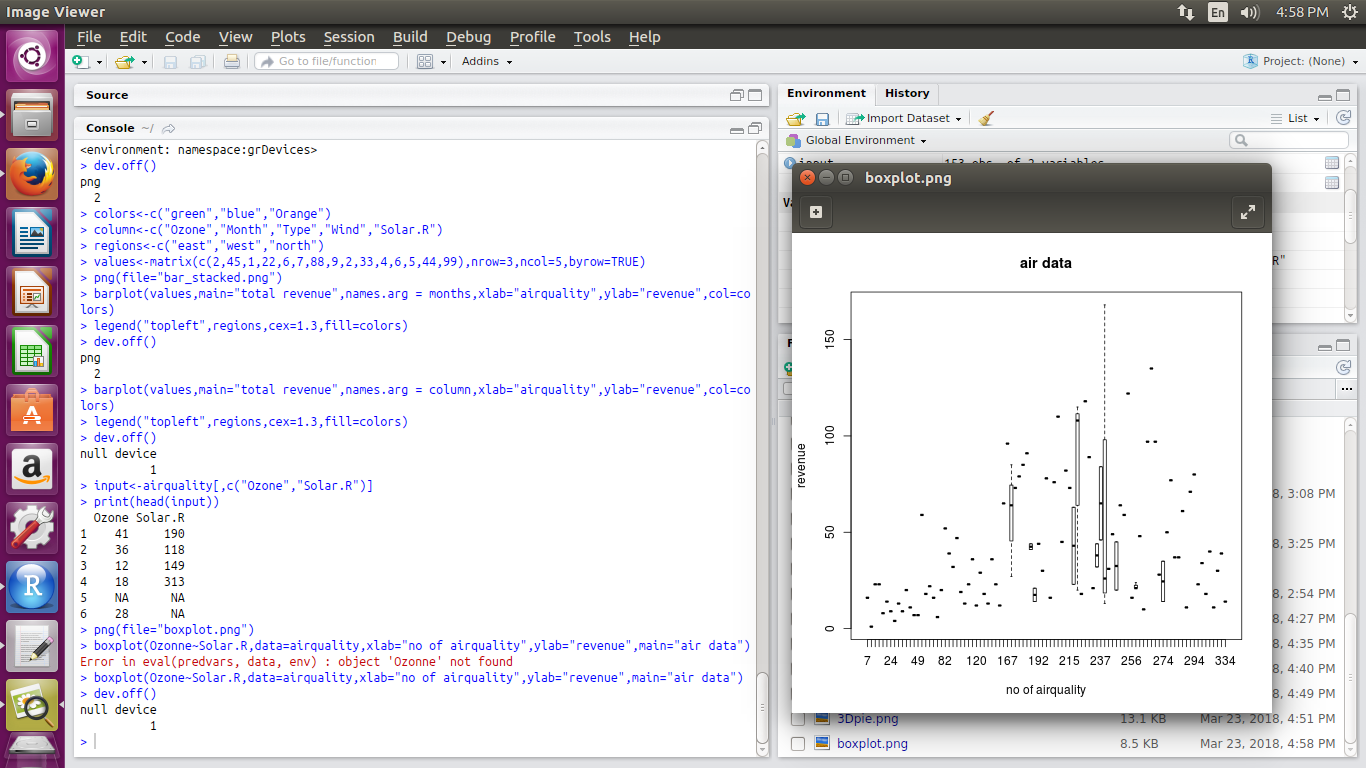 Image Viewer
En
4:58 PM
File Edit Code View Plots Session Build Debug Profile Tools Help
Go to file/function
Addins
Project: (None)
Source
Console ~/
<environment: namespace:grDevices>
> dev.off()
png
2
> colors<-c("green","blue","Orange")
> column<-c("Ozone","Month","Type","Wind","Solar.R")
> regions<-c("east","west","north")
> values<-matrix(c(2,45,1,22,6,7,88,9,2,33,4,6,5,44,99),nrow=3,ncol=5,byrow=TRUE)
> png(file="bar_stacked.png")
> barplot(values,main="total revenue",names.arg = months,xlab="airquality",ylab="revenue",col=co
lors)
> legend("topleft",regions,cex=1.3,fill=colors)
> dev.off()
png
2
> barplot(values,main="total revenue",names.arg = column,xlab="airquality",ylab="revenue",col=co
lors)
> legend("topleft",regions,cex=1.3,fill=colors)
> dev.off()
null device
1
> input<-airquality[,c("Ozone","Solar.R")]
> print(head(input))
Ozone Solar.R
1 41 190
2 36 118
3 12 149
4 18 313
5 NA NA
6 28 NA
> png(file="boxplot.png")
> boxplot(Ozonne~Solar.R,data=airquality,xlab="no of airquality",ylab="revenue",main="air data")
Error in eval(predvars, data, env) : object 'Ozonne' not found
> boxplot(Ozone~Solar.R,data=airquality,xlab="no of airquality",ylab="revenue",main="air data")
> dev.off()
null device
1
>
Environment History
Import Dataset
List
Global Environment
input 153 obs. of 2 variables
R"
boxplot.png
air data
150
100
50
0
revenue
7 24 49 82 120 167 192 215 237 256 274 294 334
no of airquality
8, 3:08 PM
8, 3:25 PM
8, 2:54 PM
8, 4:27 PM
8, 4:35 PM
8, 4:40 PM
8, 4:49 PM
3Dpie.png 13.1 KB Mar 23, 2018, 4:51 PM
boxplot.png 8.5 KB Mar 23, 2018, 4:58 PM